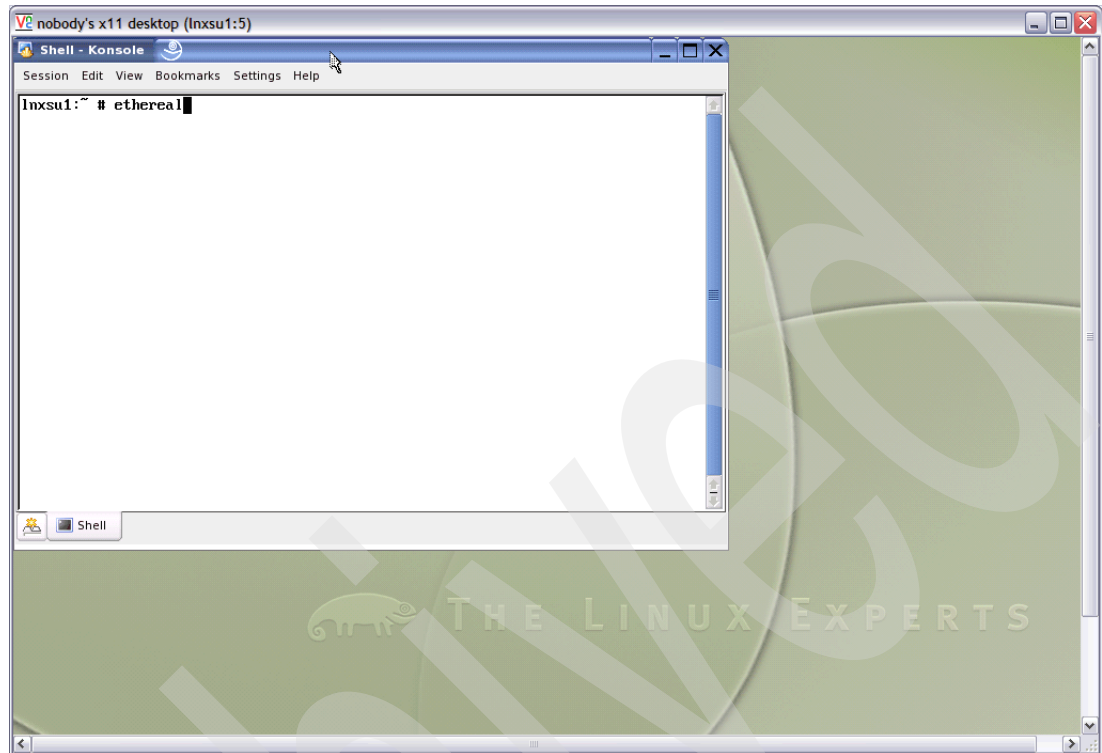 nobody's x11 desktop (lnxsu1:5)
Shell - Konsole
Session Edit View Bookmarks Settings Help
lnxsu1:~ # ethereal
Shell
THE LINUX EXPERTS